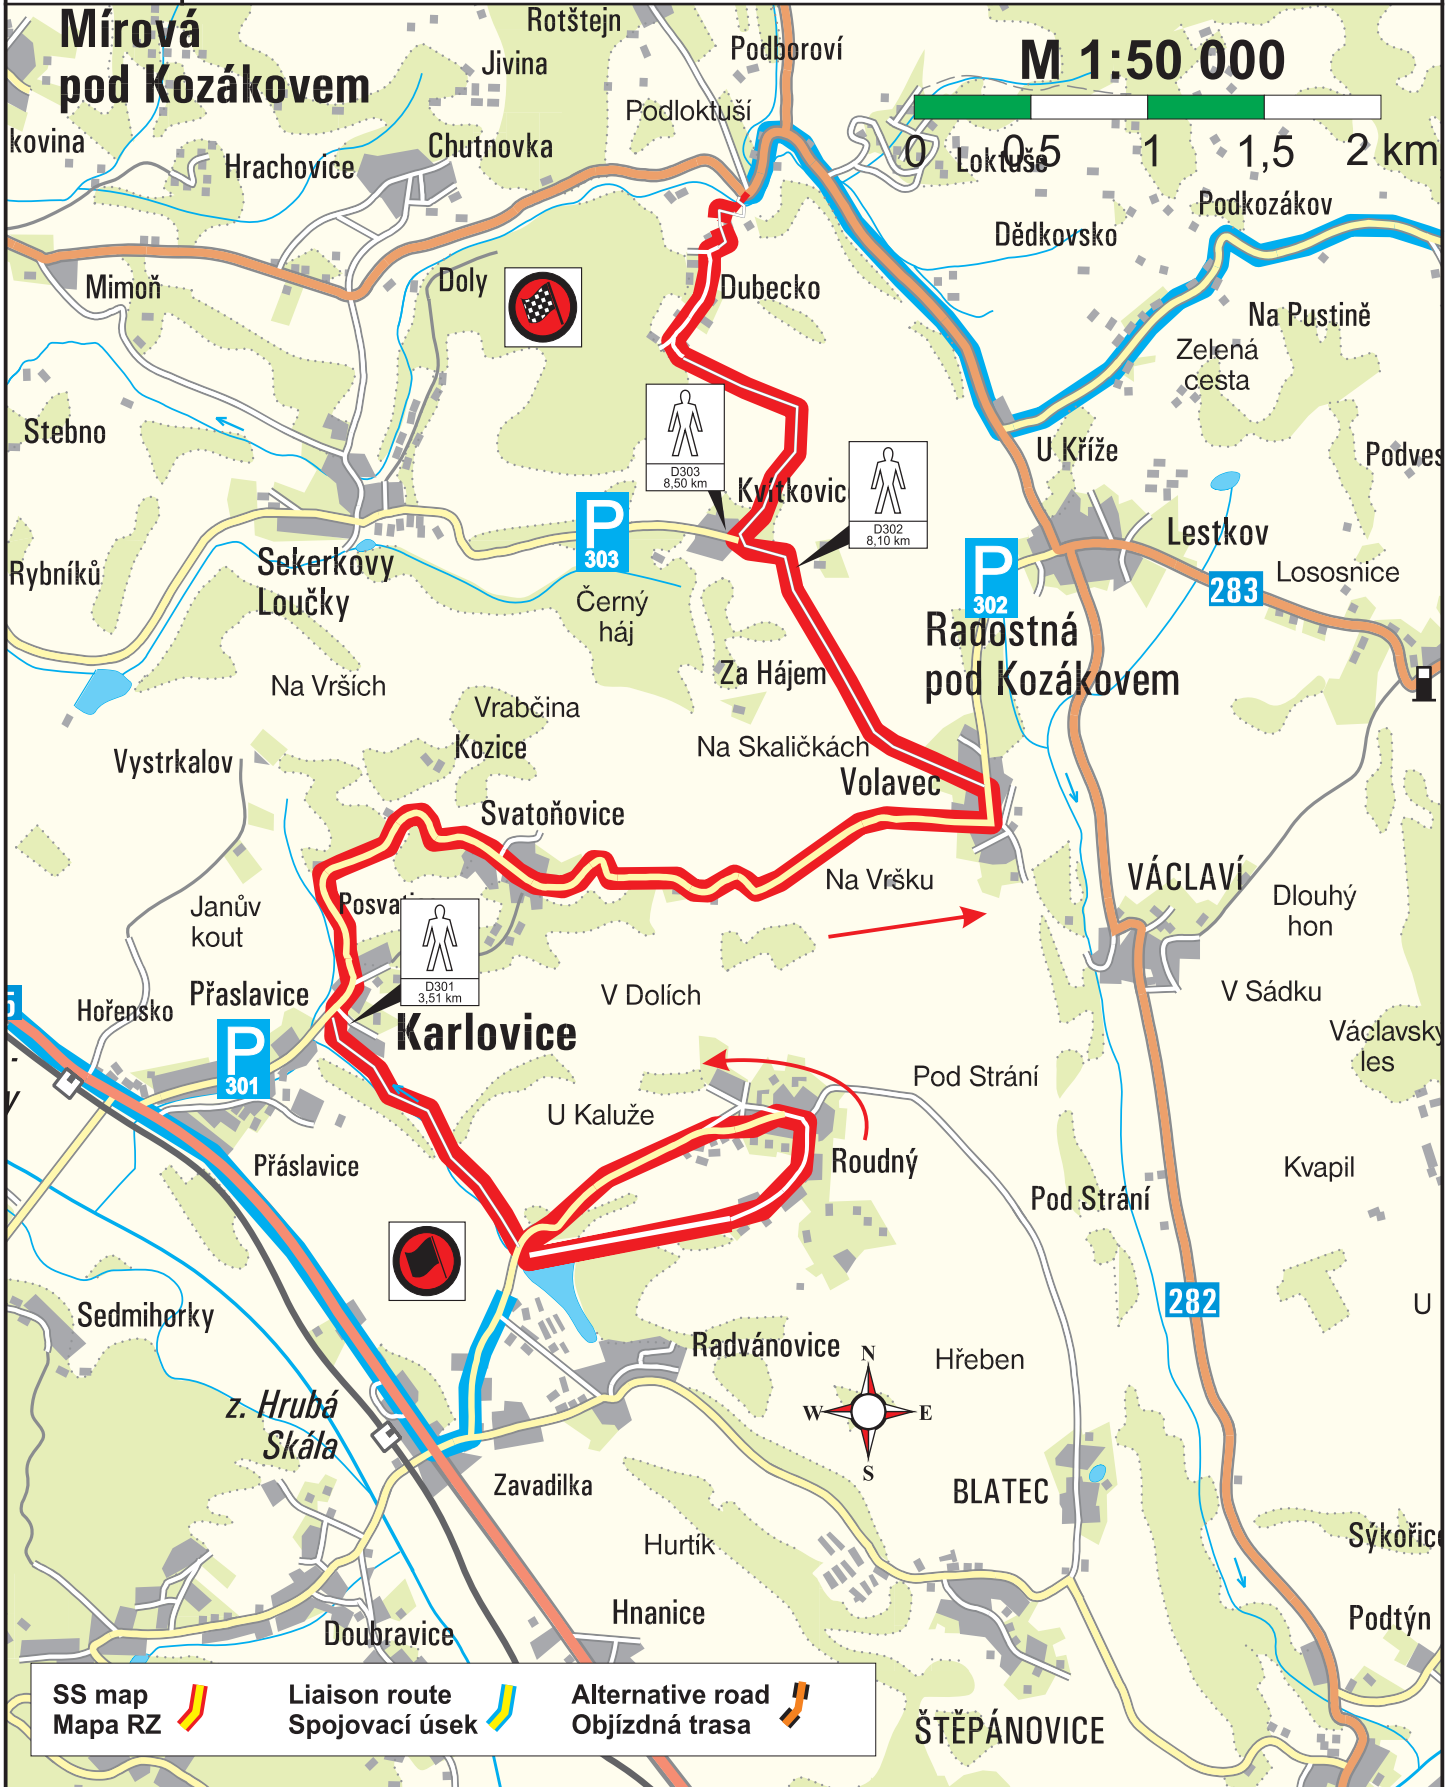 Mírová
pod Kozákovem
Rotštejn
Jivina
Podboroví
M 1:50 000
Podloktuší
0
0,5
1
1,5
2 km
Loktuše
kovina
Hrachovice
Chutnovka
Podkozákov
Dědkovsko
Mimoň
Doly
Dubecko
Na Pustině
Zelená
cesta
Stebno
U Kříže
D303
8,50 km
Kvítkovic
D302
8,10 km
P
303
Lestkov
P
302
283
Lososnice
Rybníků
Sekerkovy
Loučky
Černý
háj
Radostná
pod Kozákovem
Za Hájem
Na Vrších
Vrabčina
Kozice
Na Skaličkách
Volavec
Vystrkalov
Svatoňovice
Na Vršku
VÁCLAVÍ
Dlouhý
hon
Janův
kout
D301
3,51 km
V Dolích
V Sádku
Přaslavice
Hořensko
Karlovice
P
301
5
Václavský
les
Pod Strání
U Kaluže
Přáslavice
Roudný
Kvapil
Pod Strání
282
U
Sedmihorky
Radvánovice
Hřeben
N
W
E
S
z. Hrubá
Skála
Zavadilka
BLATEC
Hurtík
Hnanice
Podtýn
Doubravice
SS map
Mapa RZ
Liaison route
Spojovací úsek
Alternative road
Objízdná trasa
ŠTĚPÁNOVICE